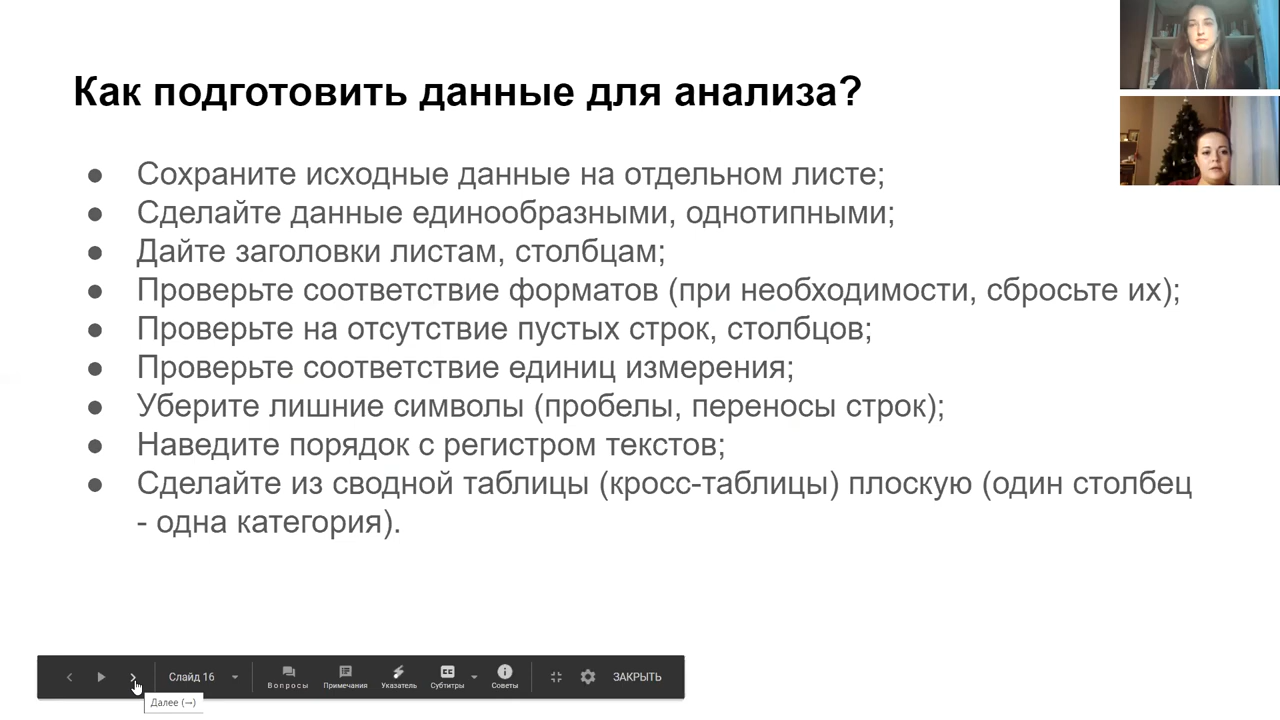 Как подготовить данные для анализа?
● Сохраните исходные данные на отдельном листе;
● Сделайте данные единообразными, однотипными;
● Дайте заголовки листам, столбцам;
● Проверьте соответствие форматов (при необходимости, сбросьте их);
● Проверьте на отсутствие пустых строк, столбцов;
● Проверьте соответствие единиц измерения;
● Уберите лишние символы (пробелы, переносы строк);
● Наведите порядок с регистром текстов;
● Сделайте из сводной таблицы (кросс-таблицы) плоскую (один столбец
- одна категория).
Слайд 16 Вопросы Примечания Указатель Субтитры Советы ЗАКРЫТЬ
Далее (→)